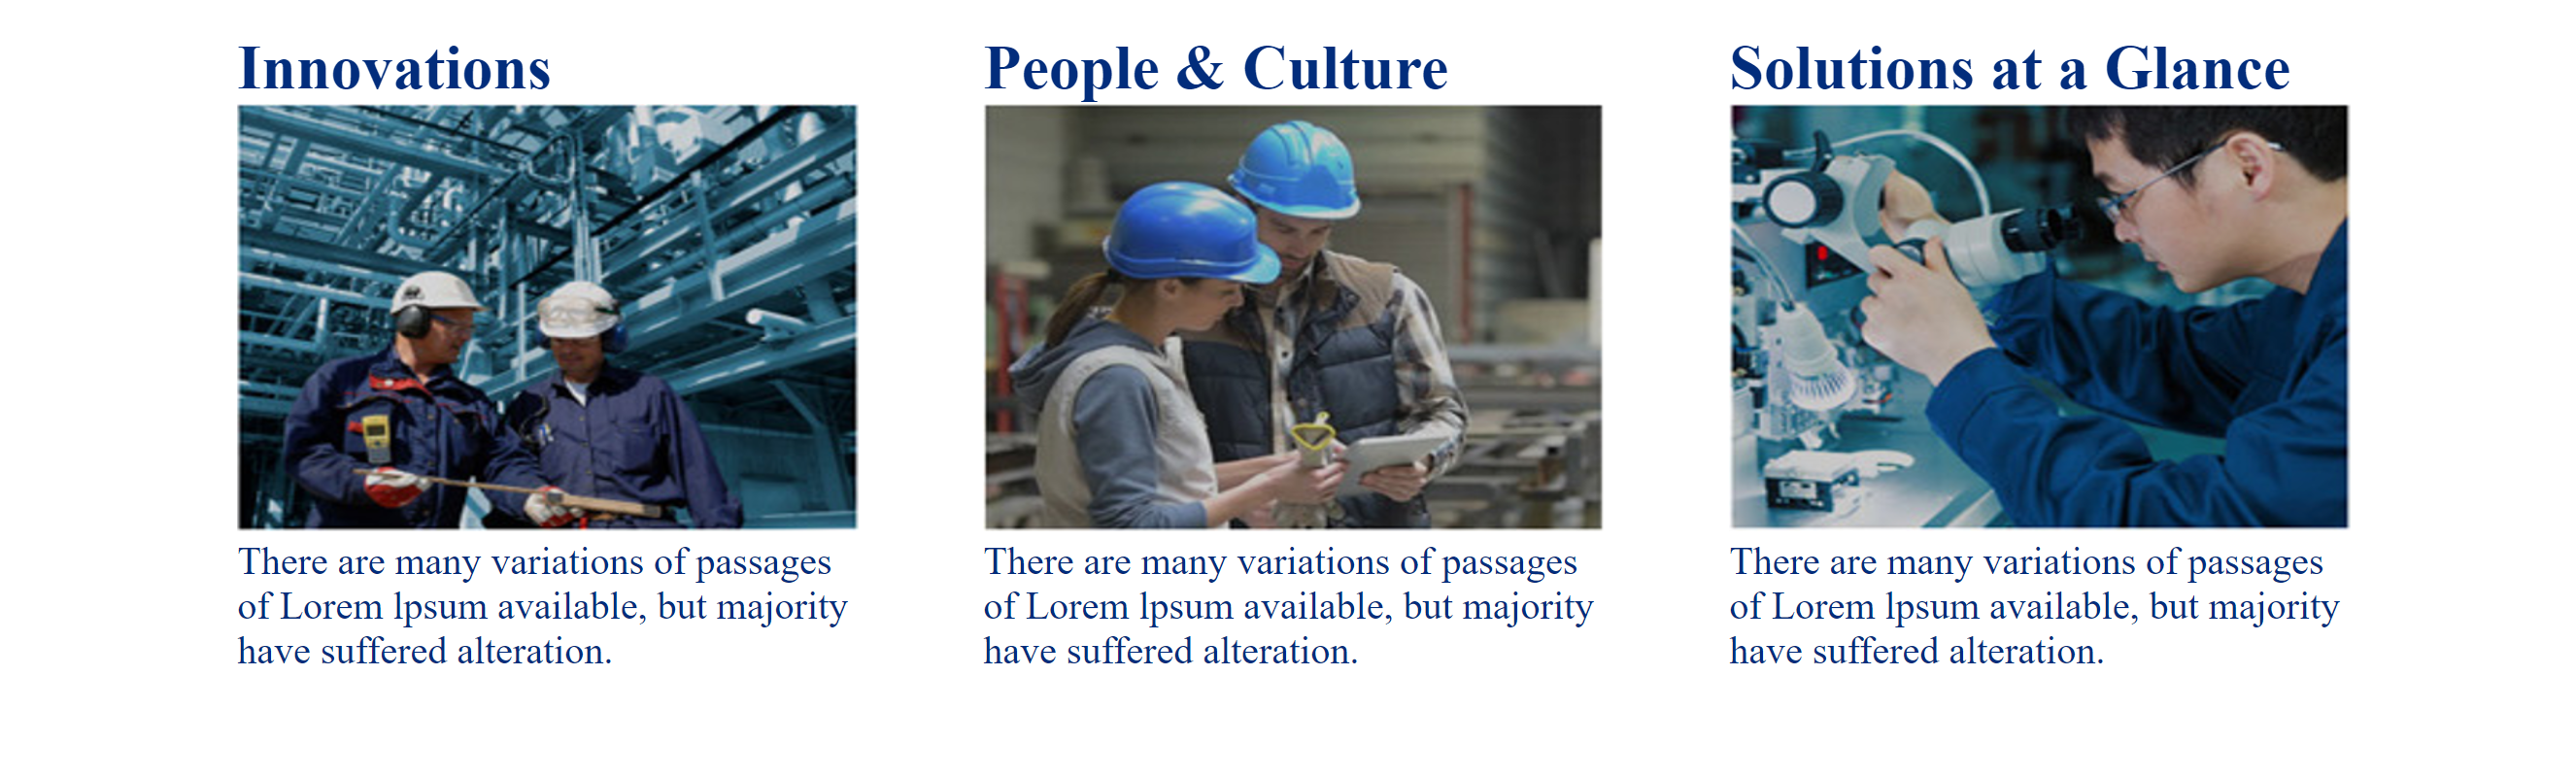 Innovations
There are many variations of passages
of Lorem lpsum available, but majority
have suffered alteration.
People & Culture
There are many variations of passages
of Lorem lpsum available, but majority
have suffered alteration.
Solutions at a Glance
There are many variations of passages
of Lorem lpsum available, but majority
have suffered alteration.